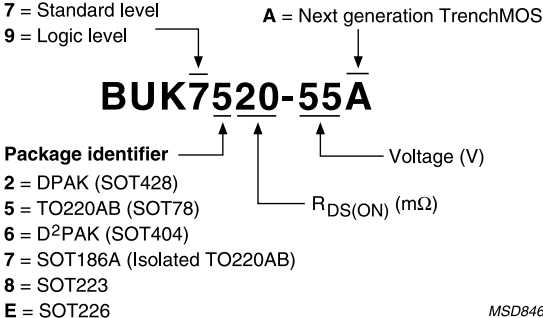 7 = Standard level
9 = Logic level
A = Next generation TrenchMOS
BUK7520-55A
Package identifier
Voltage (V)
2 = DPAK (SOT428)
5 = TO220AB (SOT78)
RDS(ON) (mΩ)
6 = D2PAK (SOT404)
7 = SOT186A (Isolated TO220AB)
8 = SOT223
E = SOT226
MSD846